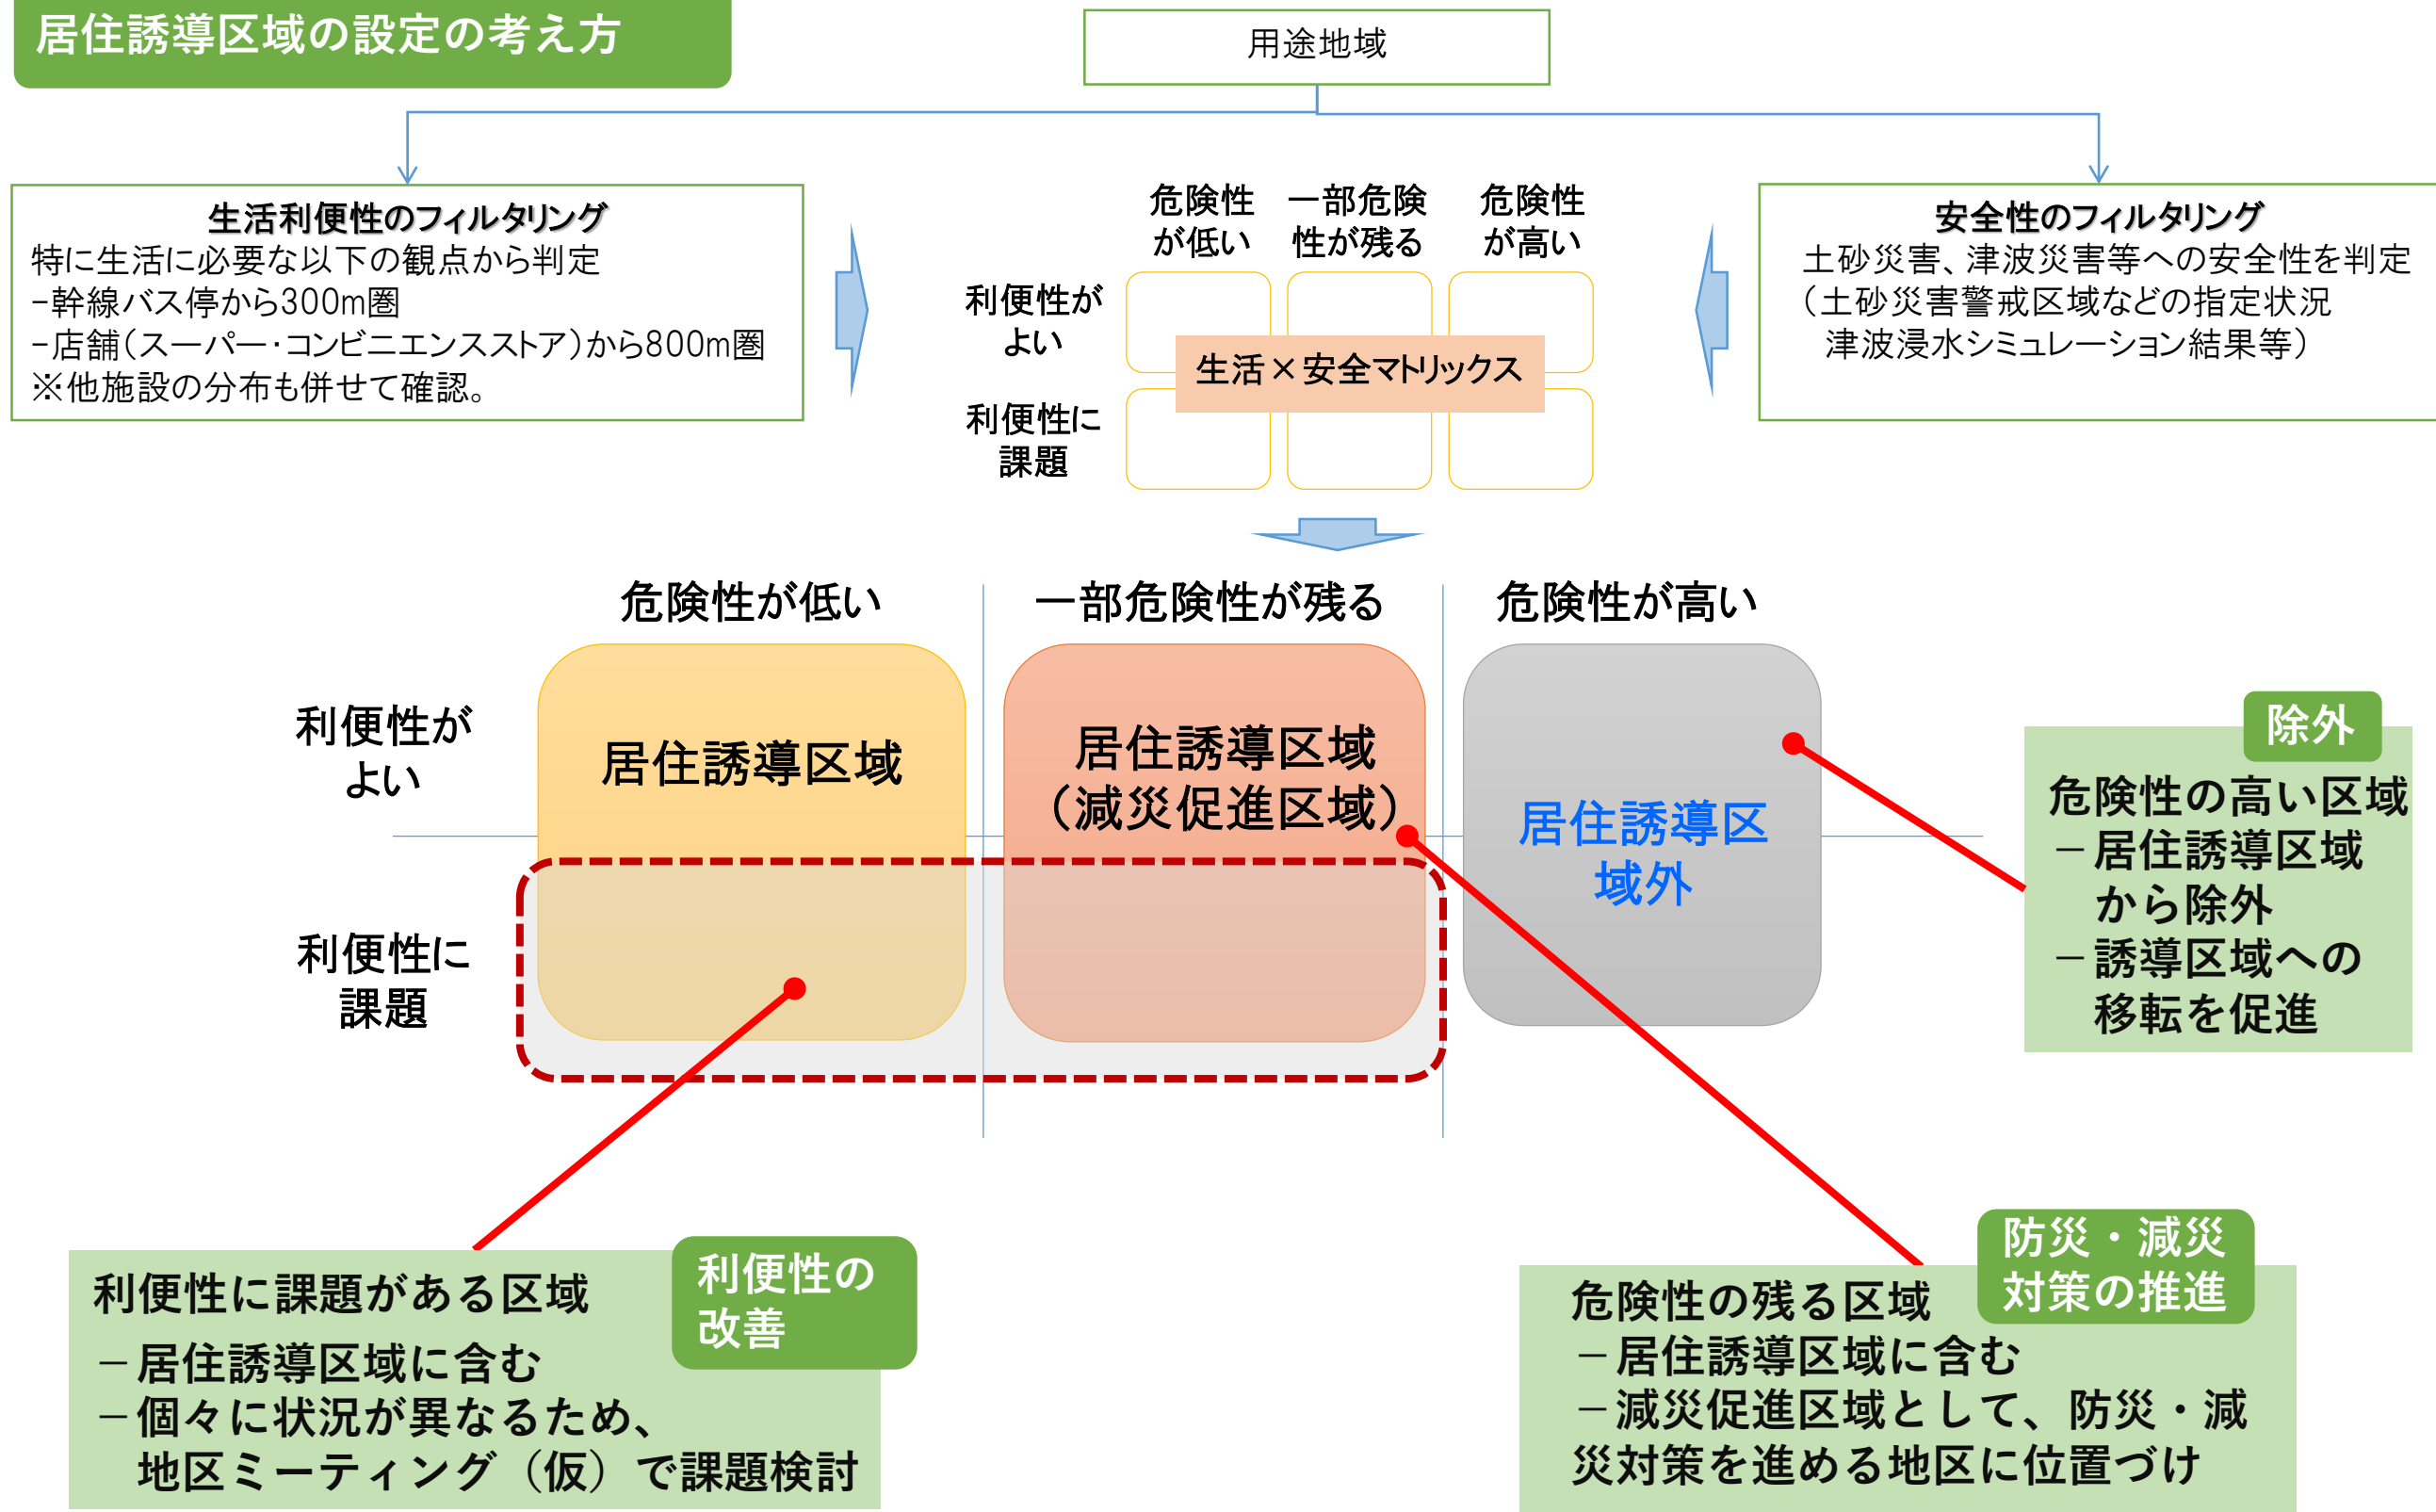 居住誘導区域の設定の考え方
用途地域
生活利便性のフィルタリング
特に生活に必要な以下の観点から判定
−幹線バス停から300m圏
−店舗（スーパー・コンビニエンスストア）から800m圏
※他施設の分布も併せて確認。
危険性
が低い
一部危険
性が残る
危険性
が高い
利便性が
よい
生活×安全マトリックス
利便性に
課題
安全性のフィルタリング
土砂災害、津波災害等への安全性を判定
（土砂災害警戒区域などの指定状況
津波浸水シミュレーション結果等）
危険性が低い
一部危険性が残る
危険性が高い
利便性が
よい
利便性に
課題
居住誘導区域
居住誘導区域
（減災促進区域）
居住誘導区
域外
除外
危険性の高い区域
－居住誘導区域
から除外
－誘導区域への
移転を促進
利便性の
改善
利便性に課題がある区域
－居住誘導区域に含む
－個々に状況が異なるため、
地区ミーティング（仮）で課題検討
防災・減災
対策の推進
危険性の残る区域
－居住誘導区域に含む
－減災促進区域として、防災・減
災対策を進める地区に位置づけ